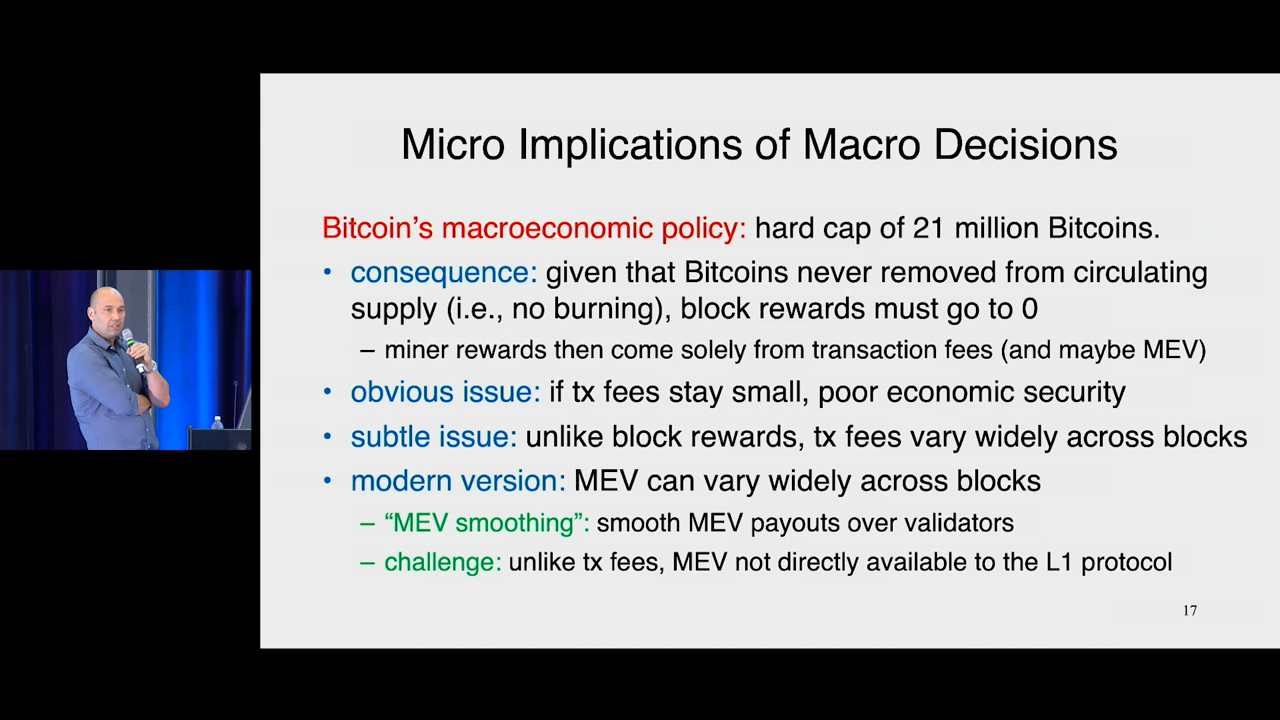 Micro Implications of Macro Decisions
Bitcoin's macroeconomic policy: hard cap of 21 million Bitcoins.
• consequence: given that Bitcoins never removed from circulating
supply (i.e., no burning), block rewards must go to 0
– miner rewards then come solely from transaction fees (and maybe MEV)
• obvious issue: if tx fees stay small, poor economic security
• subtle issue: unlike block rewards, tx fees vary widely across blocks
• modern version: MEV can vary widely across blocks
– “MEV smoothing”: smooth MEV payouts over validators
– challenge: unlike tx fees, MEV not directly available to the L1 protocol
17